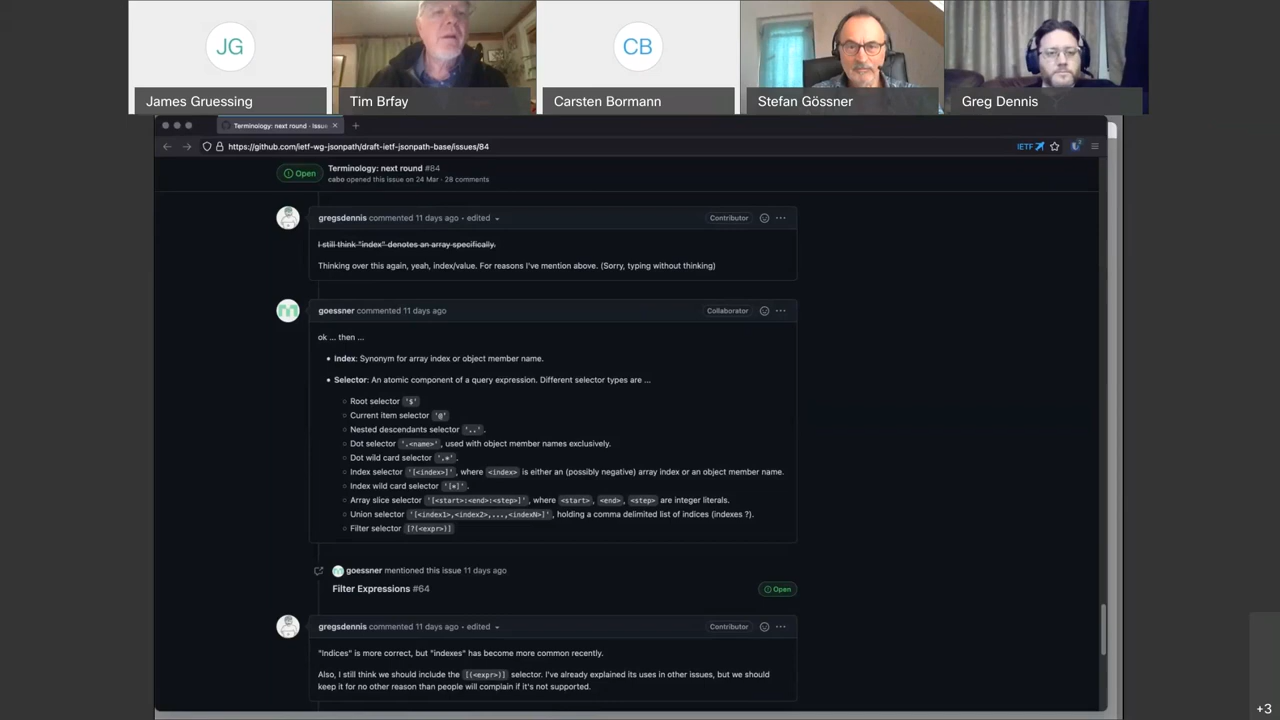 JG
CB
James Gruessing
Tim Brfay
Carsten Bormann
Stefan Gössner
Greg Dennis
Terminology: next round · Issu
https://github.com/ietf-wg-jsonpath/draft-ietf-jsonpath-base/issues/84
IETF
Open
Terminology: next round #84
cabo opened this issue on 24 Mar · 28 comments
gregsdennis commented 11 days ago • edited
Contributor
I still think "index" denotes an array specifically.
Thinking over this again, yeah, index/value. For reasons I've mention above. (Sorry, typing without thinking)
goessner commented 11 days ago
Collaborator
ok ... then ...
• Index: Synonym for array index or object member name.
• Selector: An atomic component of a query expression. Different selector types are ...
◦ Root selector '$'
◦ Current item selector '@'
◦ Nested descendants selector '..'.
◦ Dot selector '.<name>', used with object member names exclusively.
◦ Dot wild card selector '.*'.
◦ Index selector '[<index>]', where <index> is either an (possibly negative) array index or an object member name.
◦ Index wild card selector '[*]'.
◦ Array slice selector '[<start>:<end>:<step>]', where <start>, <end>, <step> are integer literals.
◦ Union selector '[<index1>,<index2>,...,<indexN>]', holding a comma delimited list of indices (indexes ?).
◦ Filter selector [?(<expr>)]
goessner mentioned this issue 11 days ago
Filter Expressions #64
Open
gregsdennis commented 11 days ago • edited
Contributor
"Indices" is more correct, but "indexes" has become more common recently.
Also, I still think we should include the [(<expr>)] selector. I've already explained its uses in other issues, but we should
keep it for no other reason than people will complain if it's not supported.
+3